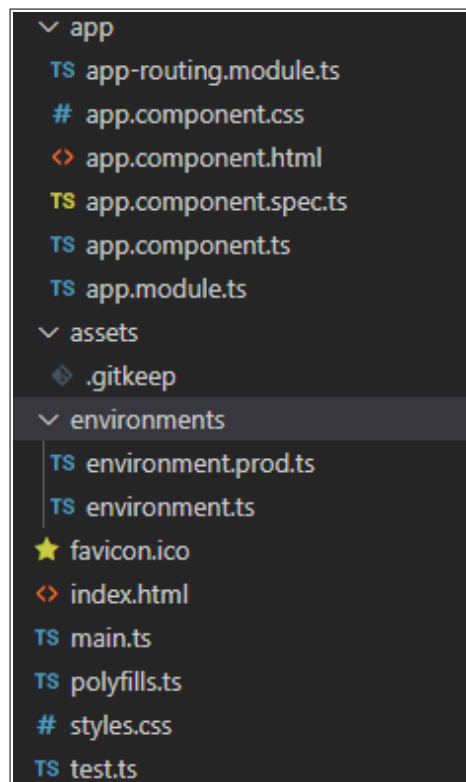 app
TS app-routing.module.ts
# app.component.css
<> app.component.html
TS app.component.spec.ts
TS app.component.ts
TS app.module.ts
assets
.gitkeep
environments
TS environment.prod.ts
TS environment.ts
favicon.ico
<> index.html
TS main.ts
TS polyfills.ts
# styles.css
TS test.ts